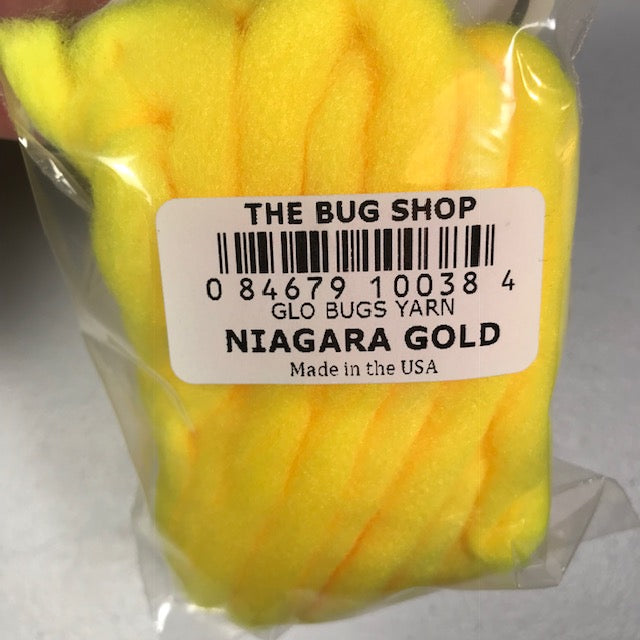 THE BUG SHOP
0 84679 10038 4
GLO BUGS YARN
NIAGARA GOLD
Made in the USA